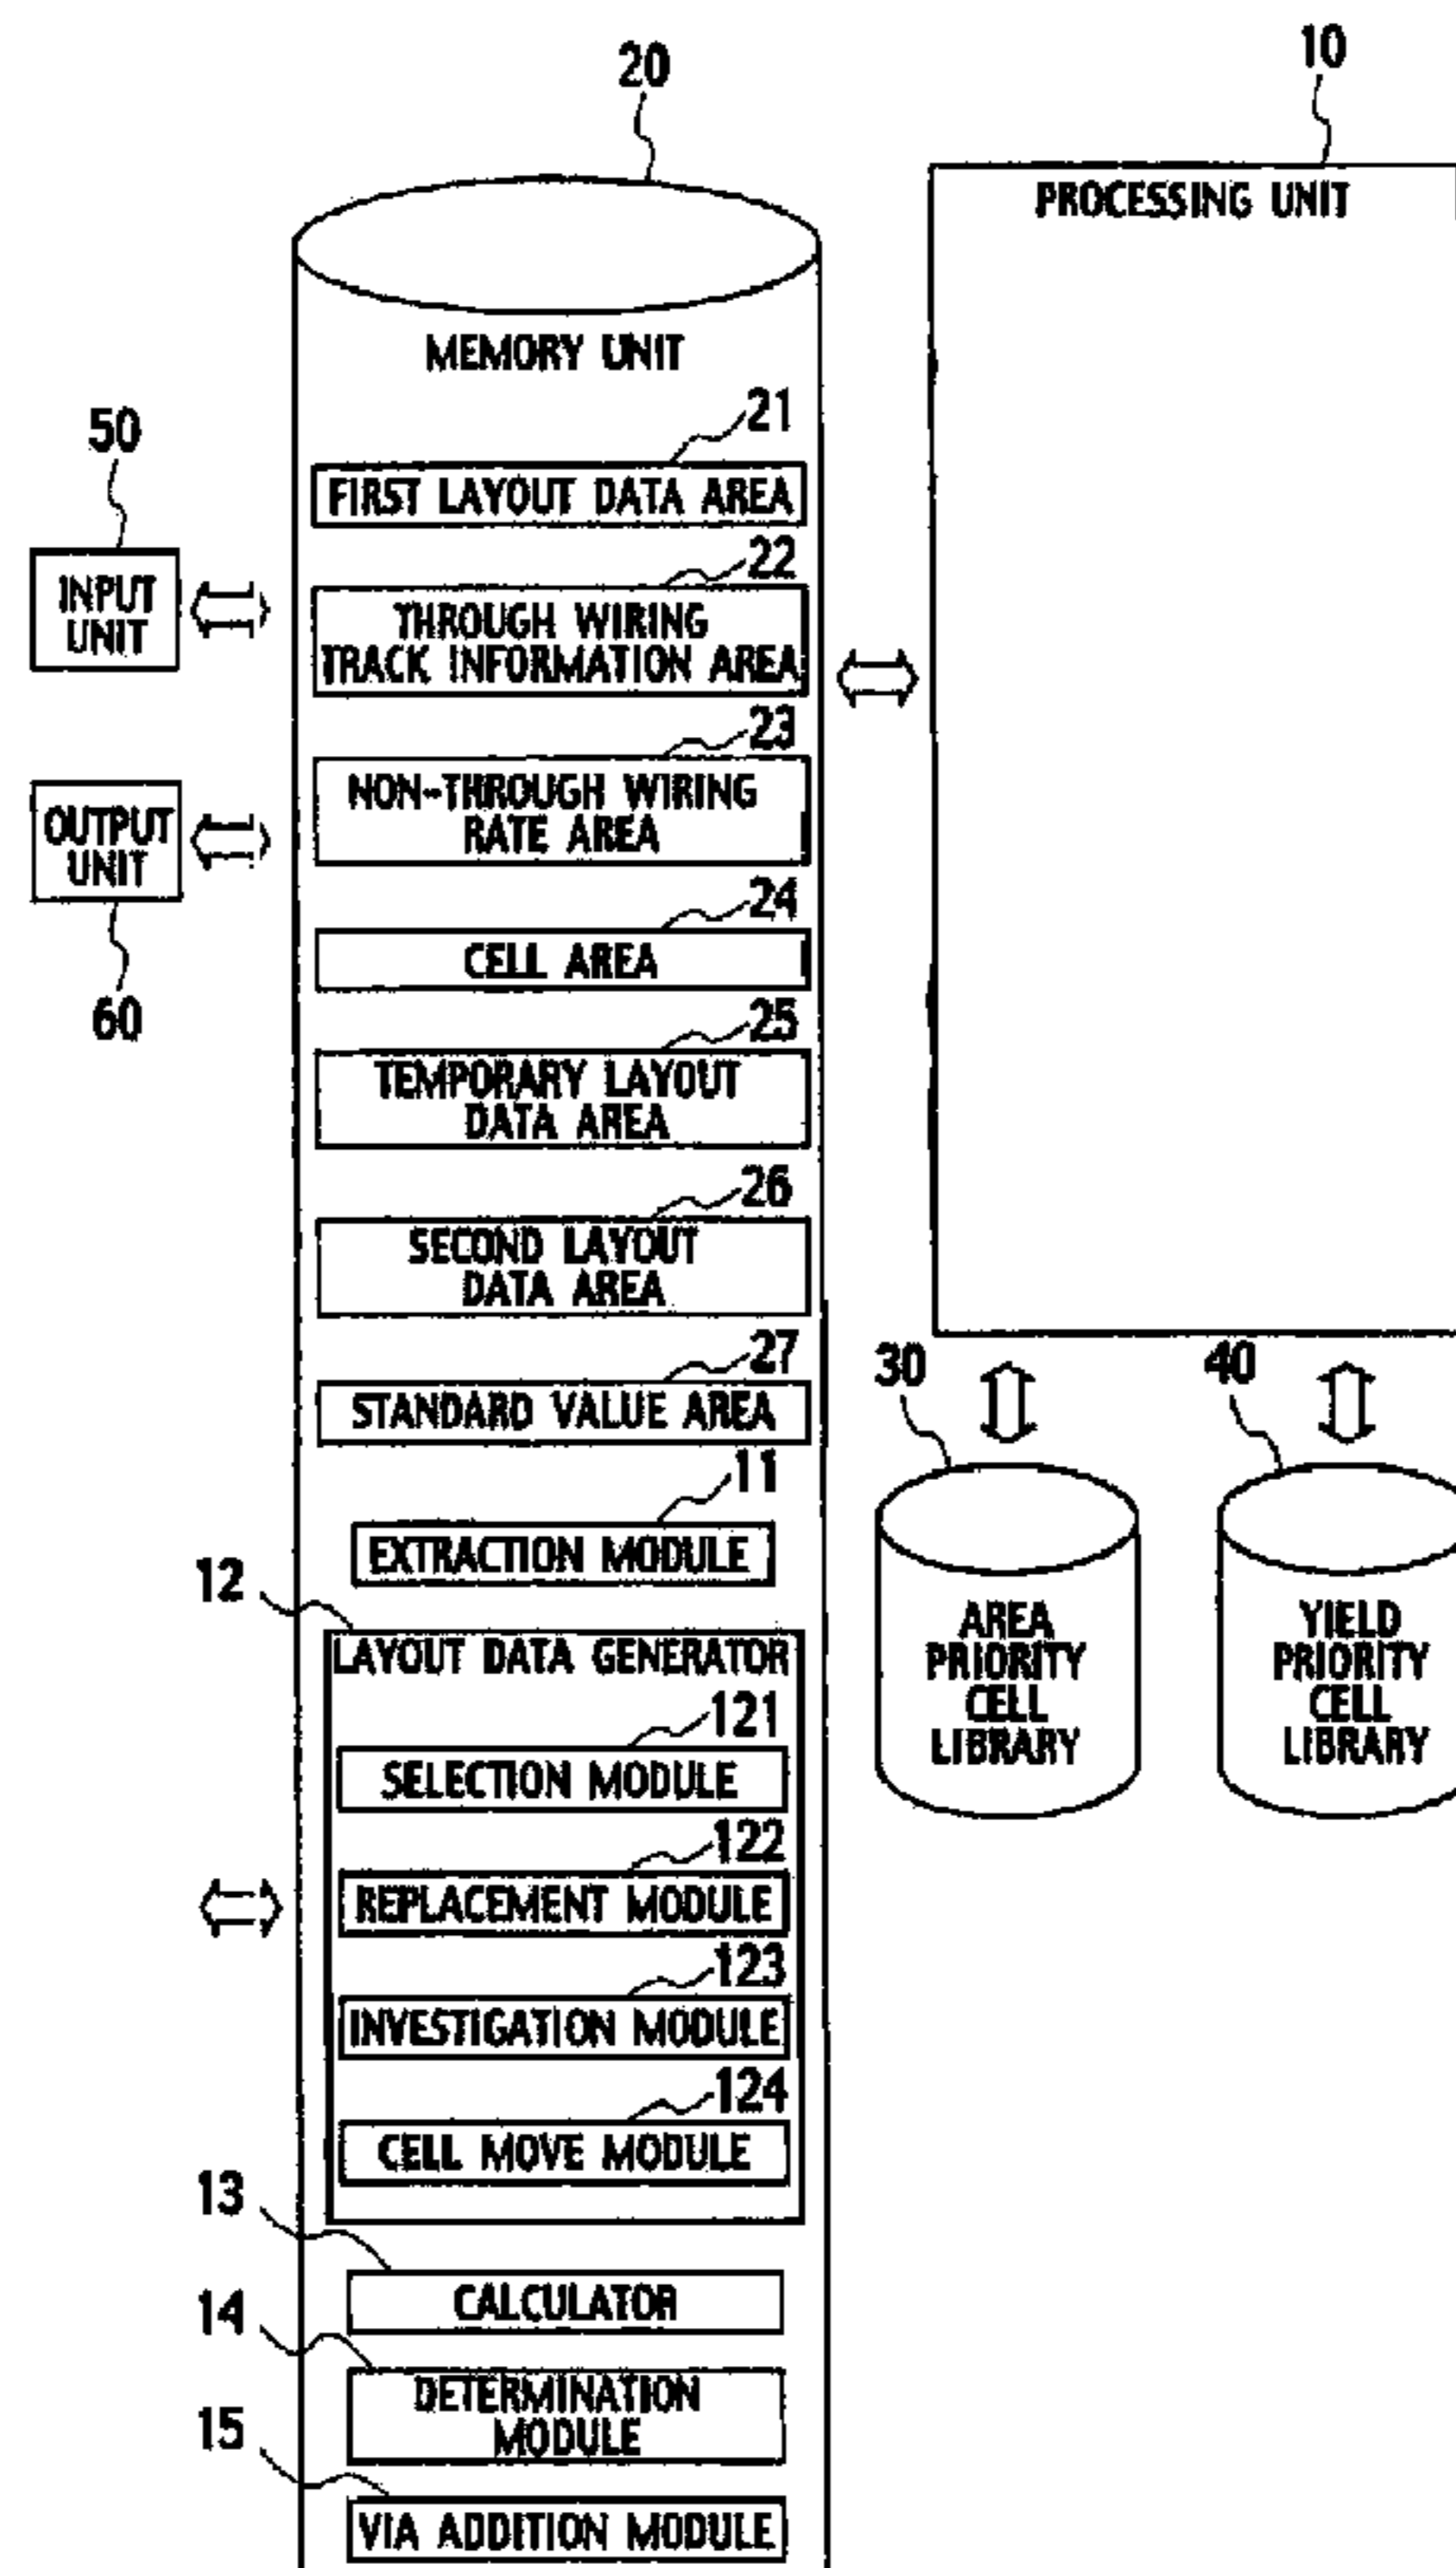 20
10
PROCESSING UNIT
MEMORY UNIT
21
FIRST LAYOUT DATA AREA
50
INPUT
UNIT
22
THROUGH WIRING
TRACK INFORMATION AREA
23
NON-THROUGH WIRING
RATE AREA
OUTPUT
UNIT
60
24
CELL AREA
25
TEMPORARY LAYOUT
DATA AREA
26
SECOND LAYOUT
DATA AREA
27
STANDARD VALUE AREA
30
40
AREA
PRIORITY
CELL
LIBRARY
YIELD
PRIORITY
CELL
LIBRARY
11
EXTRACTION MODULE
12
LAYOUT DATA GENERATOR
121
SELECTION MODULE
122
REPLACEMENT MODULE
123
INVESTIGATION MODULE
124
CELL MOVE MODULE
13
CALCULATOR
14
DETERMINATION
MODULE
15
VIA ADDITION MODULE